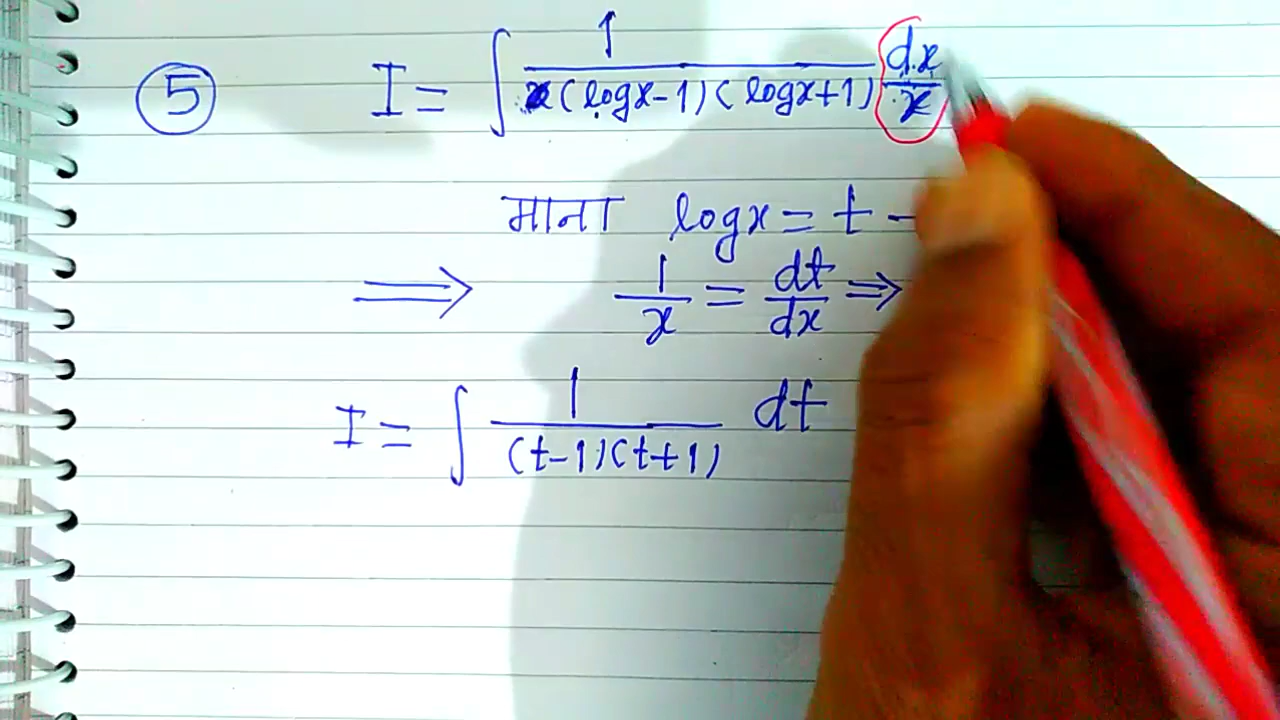 ⑤ I = ∫ 1/((logx-1)(logx+1)) dx/x
माना logx = t -
⟹ 1/x = dt/dx ⇒
I = ∫ 1/((t-1)(t+1)) dt